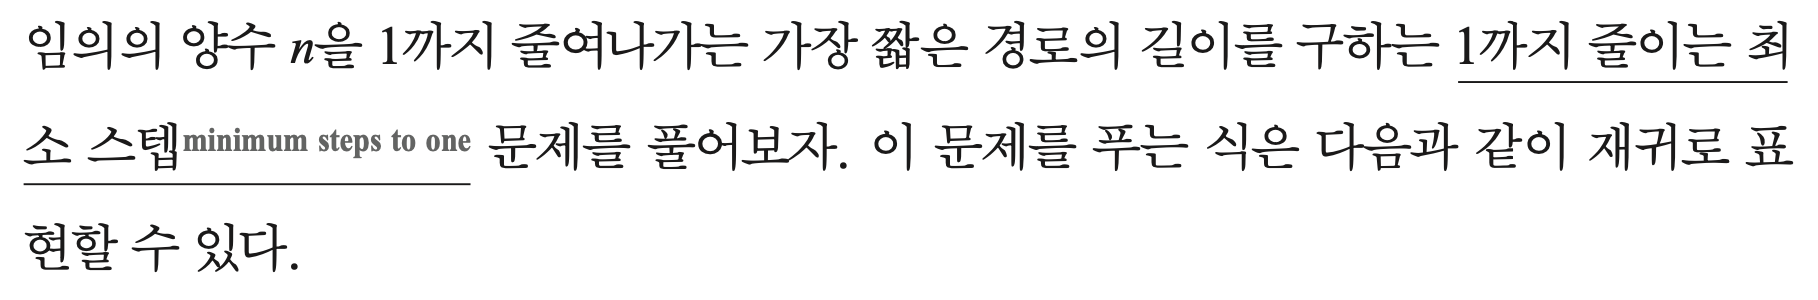 임의의 양수 n을 1까지 줄여나가는 가장 짧은 경로의 길이를 구하는 1까지 줄이는 최
소 스텝minimum steps to one 문제를 풀어보자. 이 문제를 푸는 식은 다음과 같이 재귀로 표
현할 수 있다.